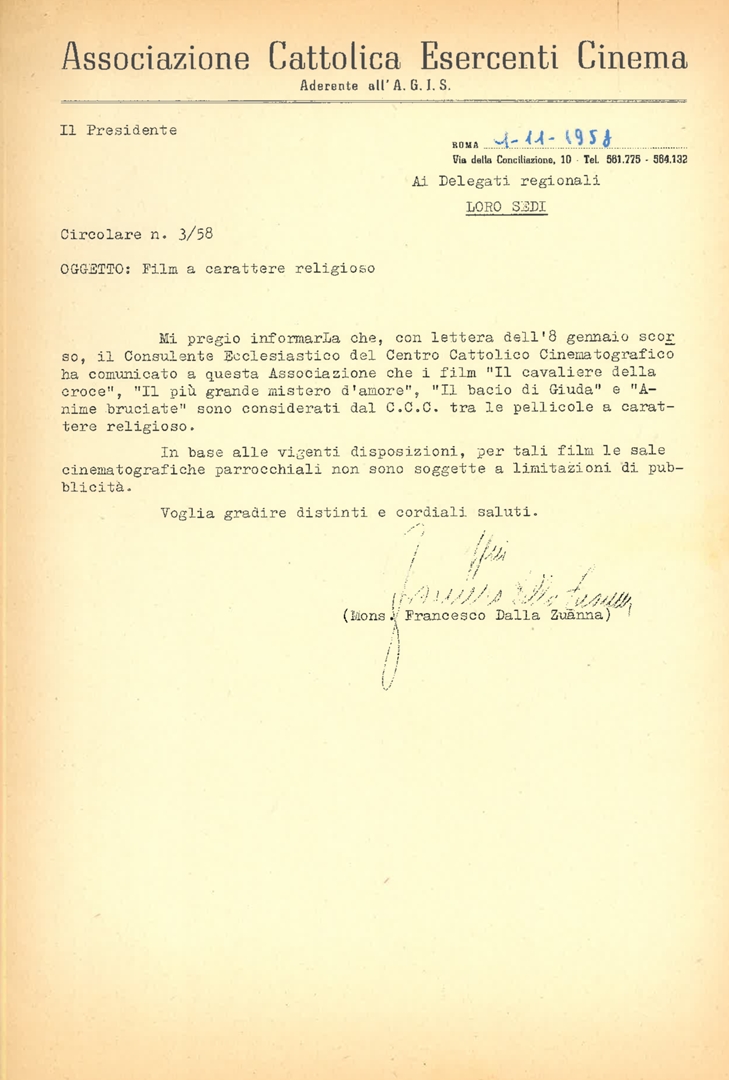 Associazione Cattolica Esercenti Cinema
Aderente all'A.G.I.S.
Il Presidente
ROMA 1-11-1958
Via della Conciliazione, 10 - Tel. 561.775 - 564.132
Ai Delegati regionali
LORO SEDI
Circolare n. 3/58
OGGETTO: Film a carattere religioso
Mi pregio informarLa che, con lettera dell'8 gennaio scor
so, il Consulente Ecclesiastico del Centro Cattolico Cinematografico
ha comunicato a questa Associazione che i film "Il cavaliere della
croce", "Il più grande mistero d'amore", "Il bacio di Giuda" e "A-
nime bruciate" sono considerati dal C.C.C. tra le pellicole a carat-
tere religioso.
In base alle vigenti disposizioni, per tali film le sale
cinematografiche parrocchiali non sono soggette a limitazioni di pub-
blicità.
Voglia gradire distinti e cordiali saluti.
(Mons. Francesco Dalla Zuanna)